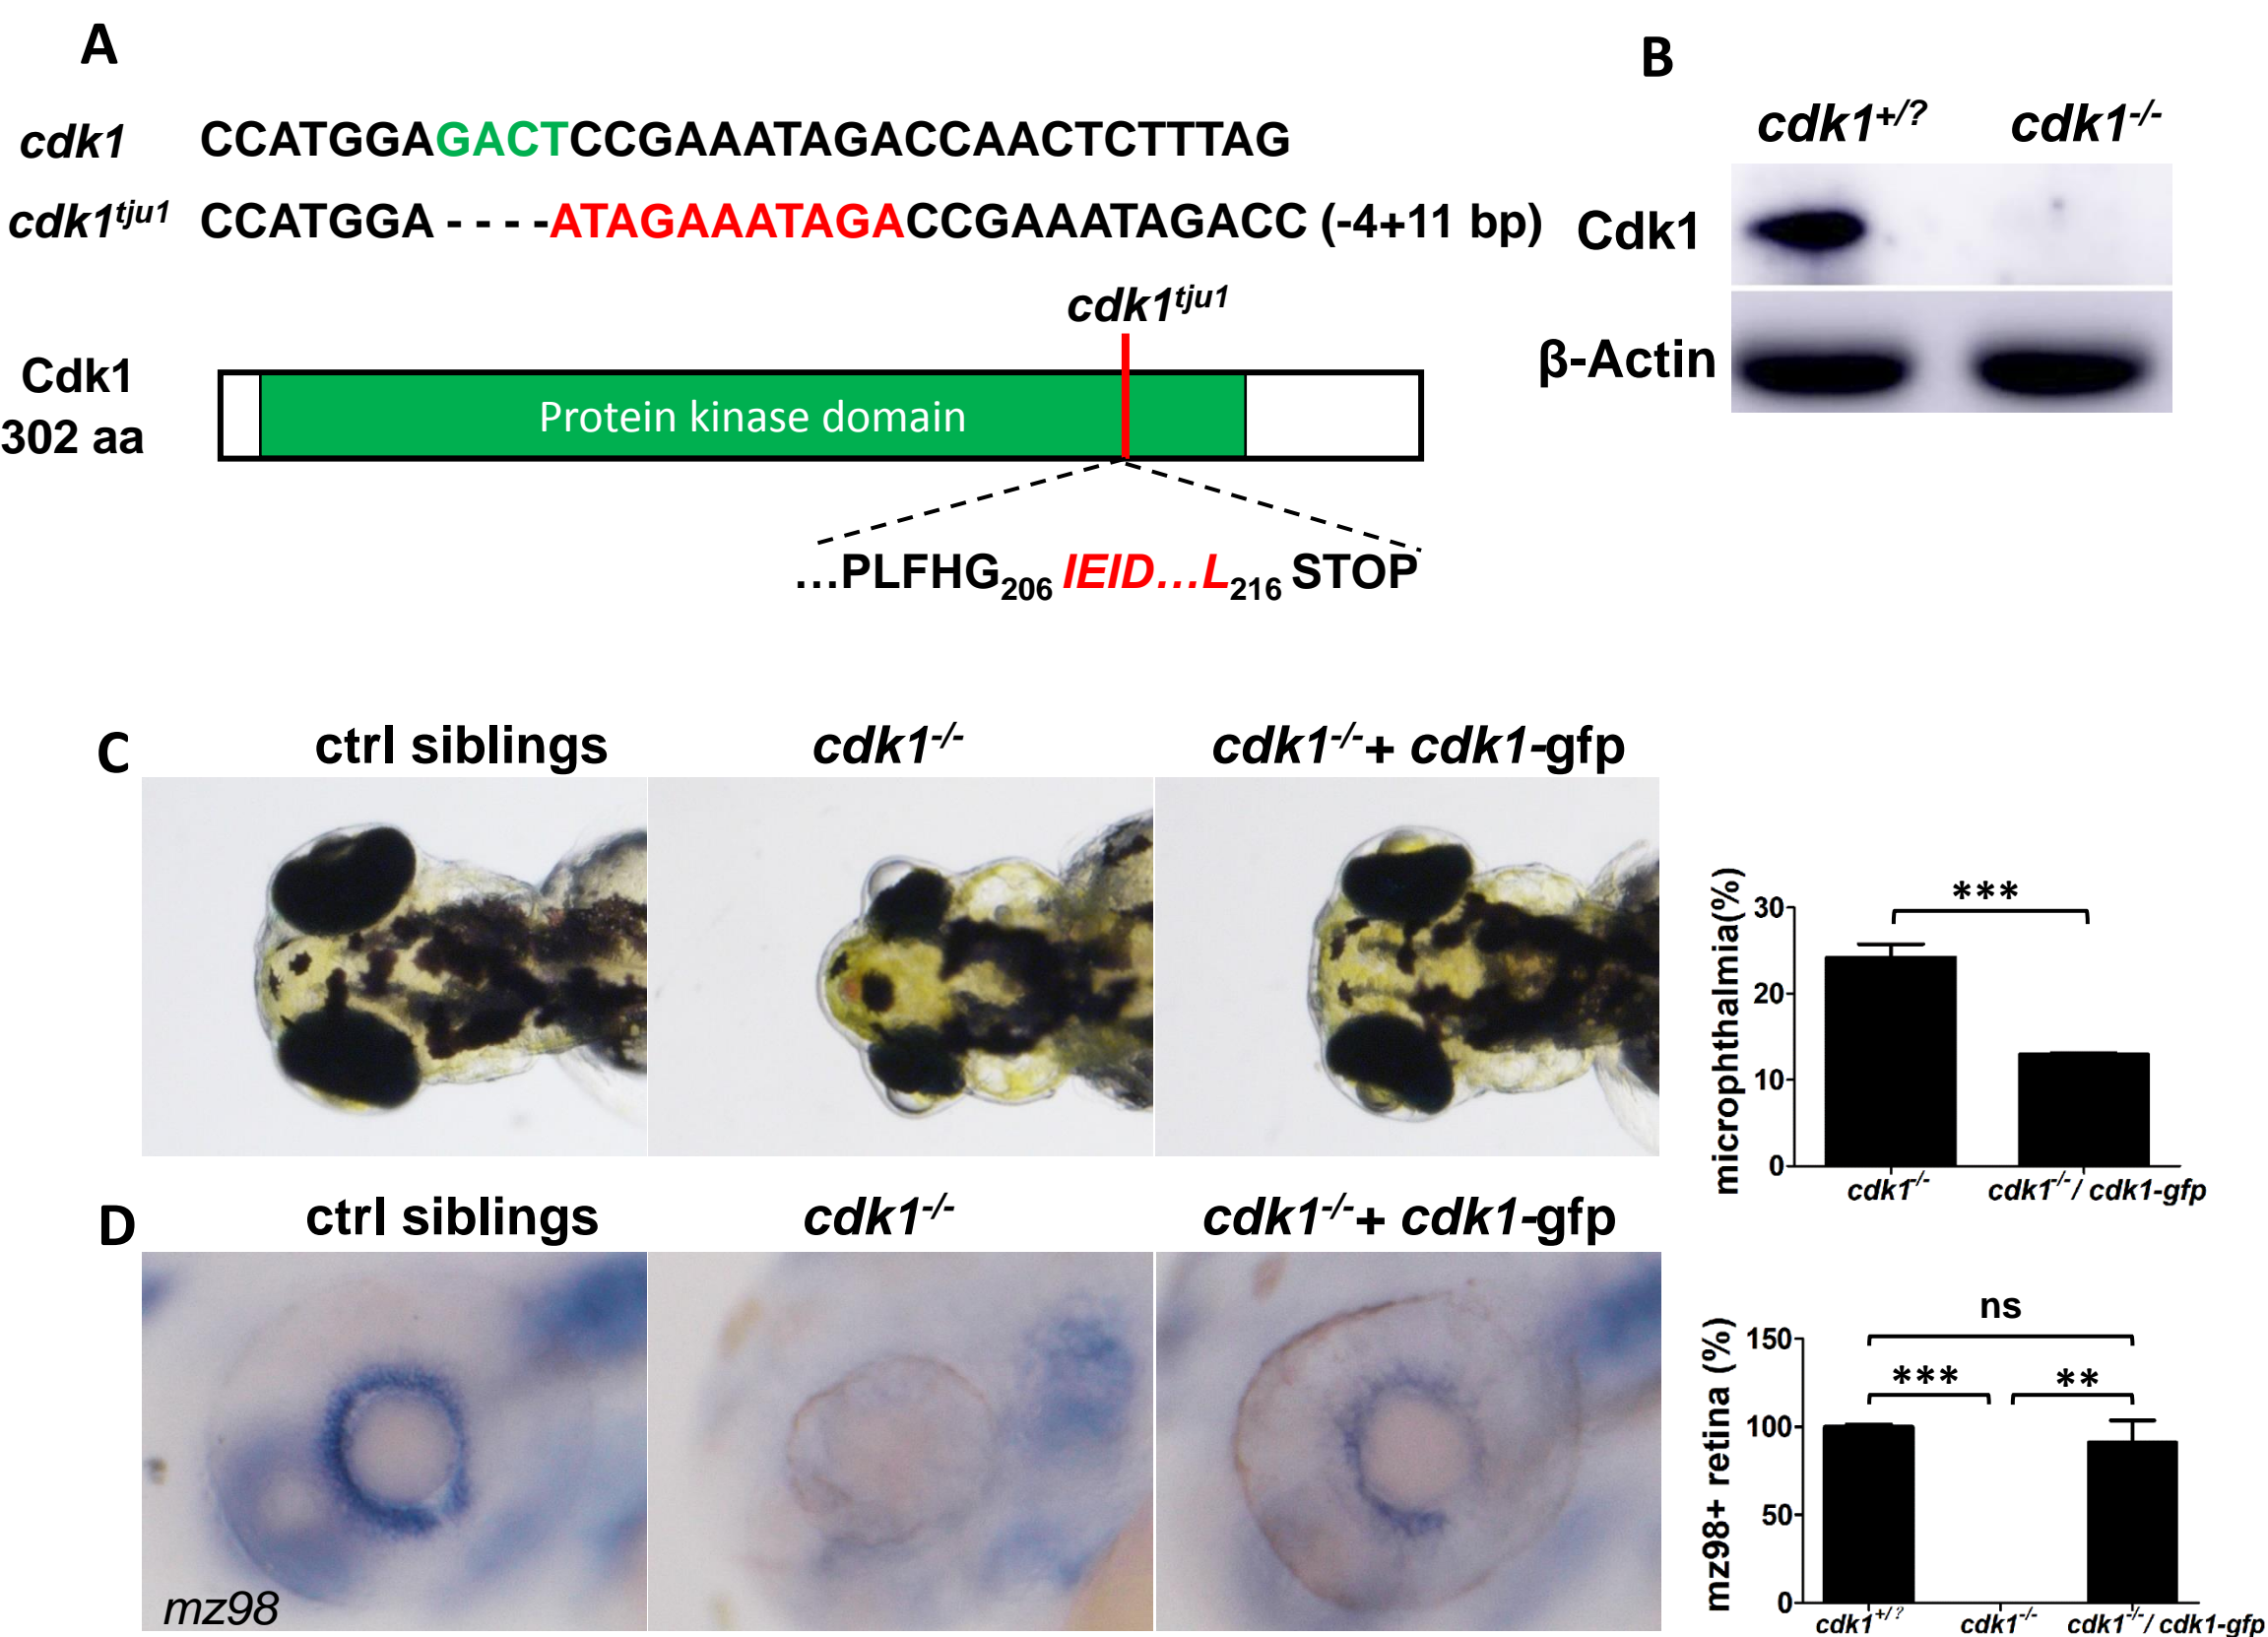 A
cdk1 CCATGGAGACTCCGAAATAGACCAACTCTTTAG
cdk1tju1 CCATGGA - - - -ATAGAAATAGACCGAAATAGACC (-4+11 bp)
cdk1tju1
Cdk1
302 aa
Protein kinase domain
...PLFHG206 IEID...L216 STOP
B
cdk1+/? cdk1-/-
Cdk1
β-Actin
C
ctrl siblings cdk1-/- cdk1-/-+ cdk1-gfp
microphthalmia(%)
30
20
10
0
***
cdk1-/- cdk1-/-/ cdk1-gfp
D
ctrl siblings cdk1-/- cdk1-/-+ cdk1-gfp
mz98
mz98+ retina (%)
150
100
50
0
ns
*** **
cdk1+/? cdk1-/- cdk1-/-/ cdk1-gfp